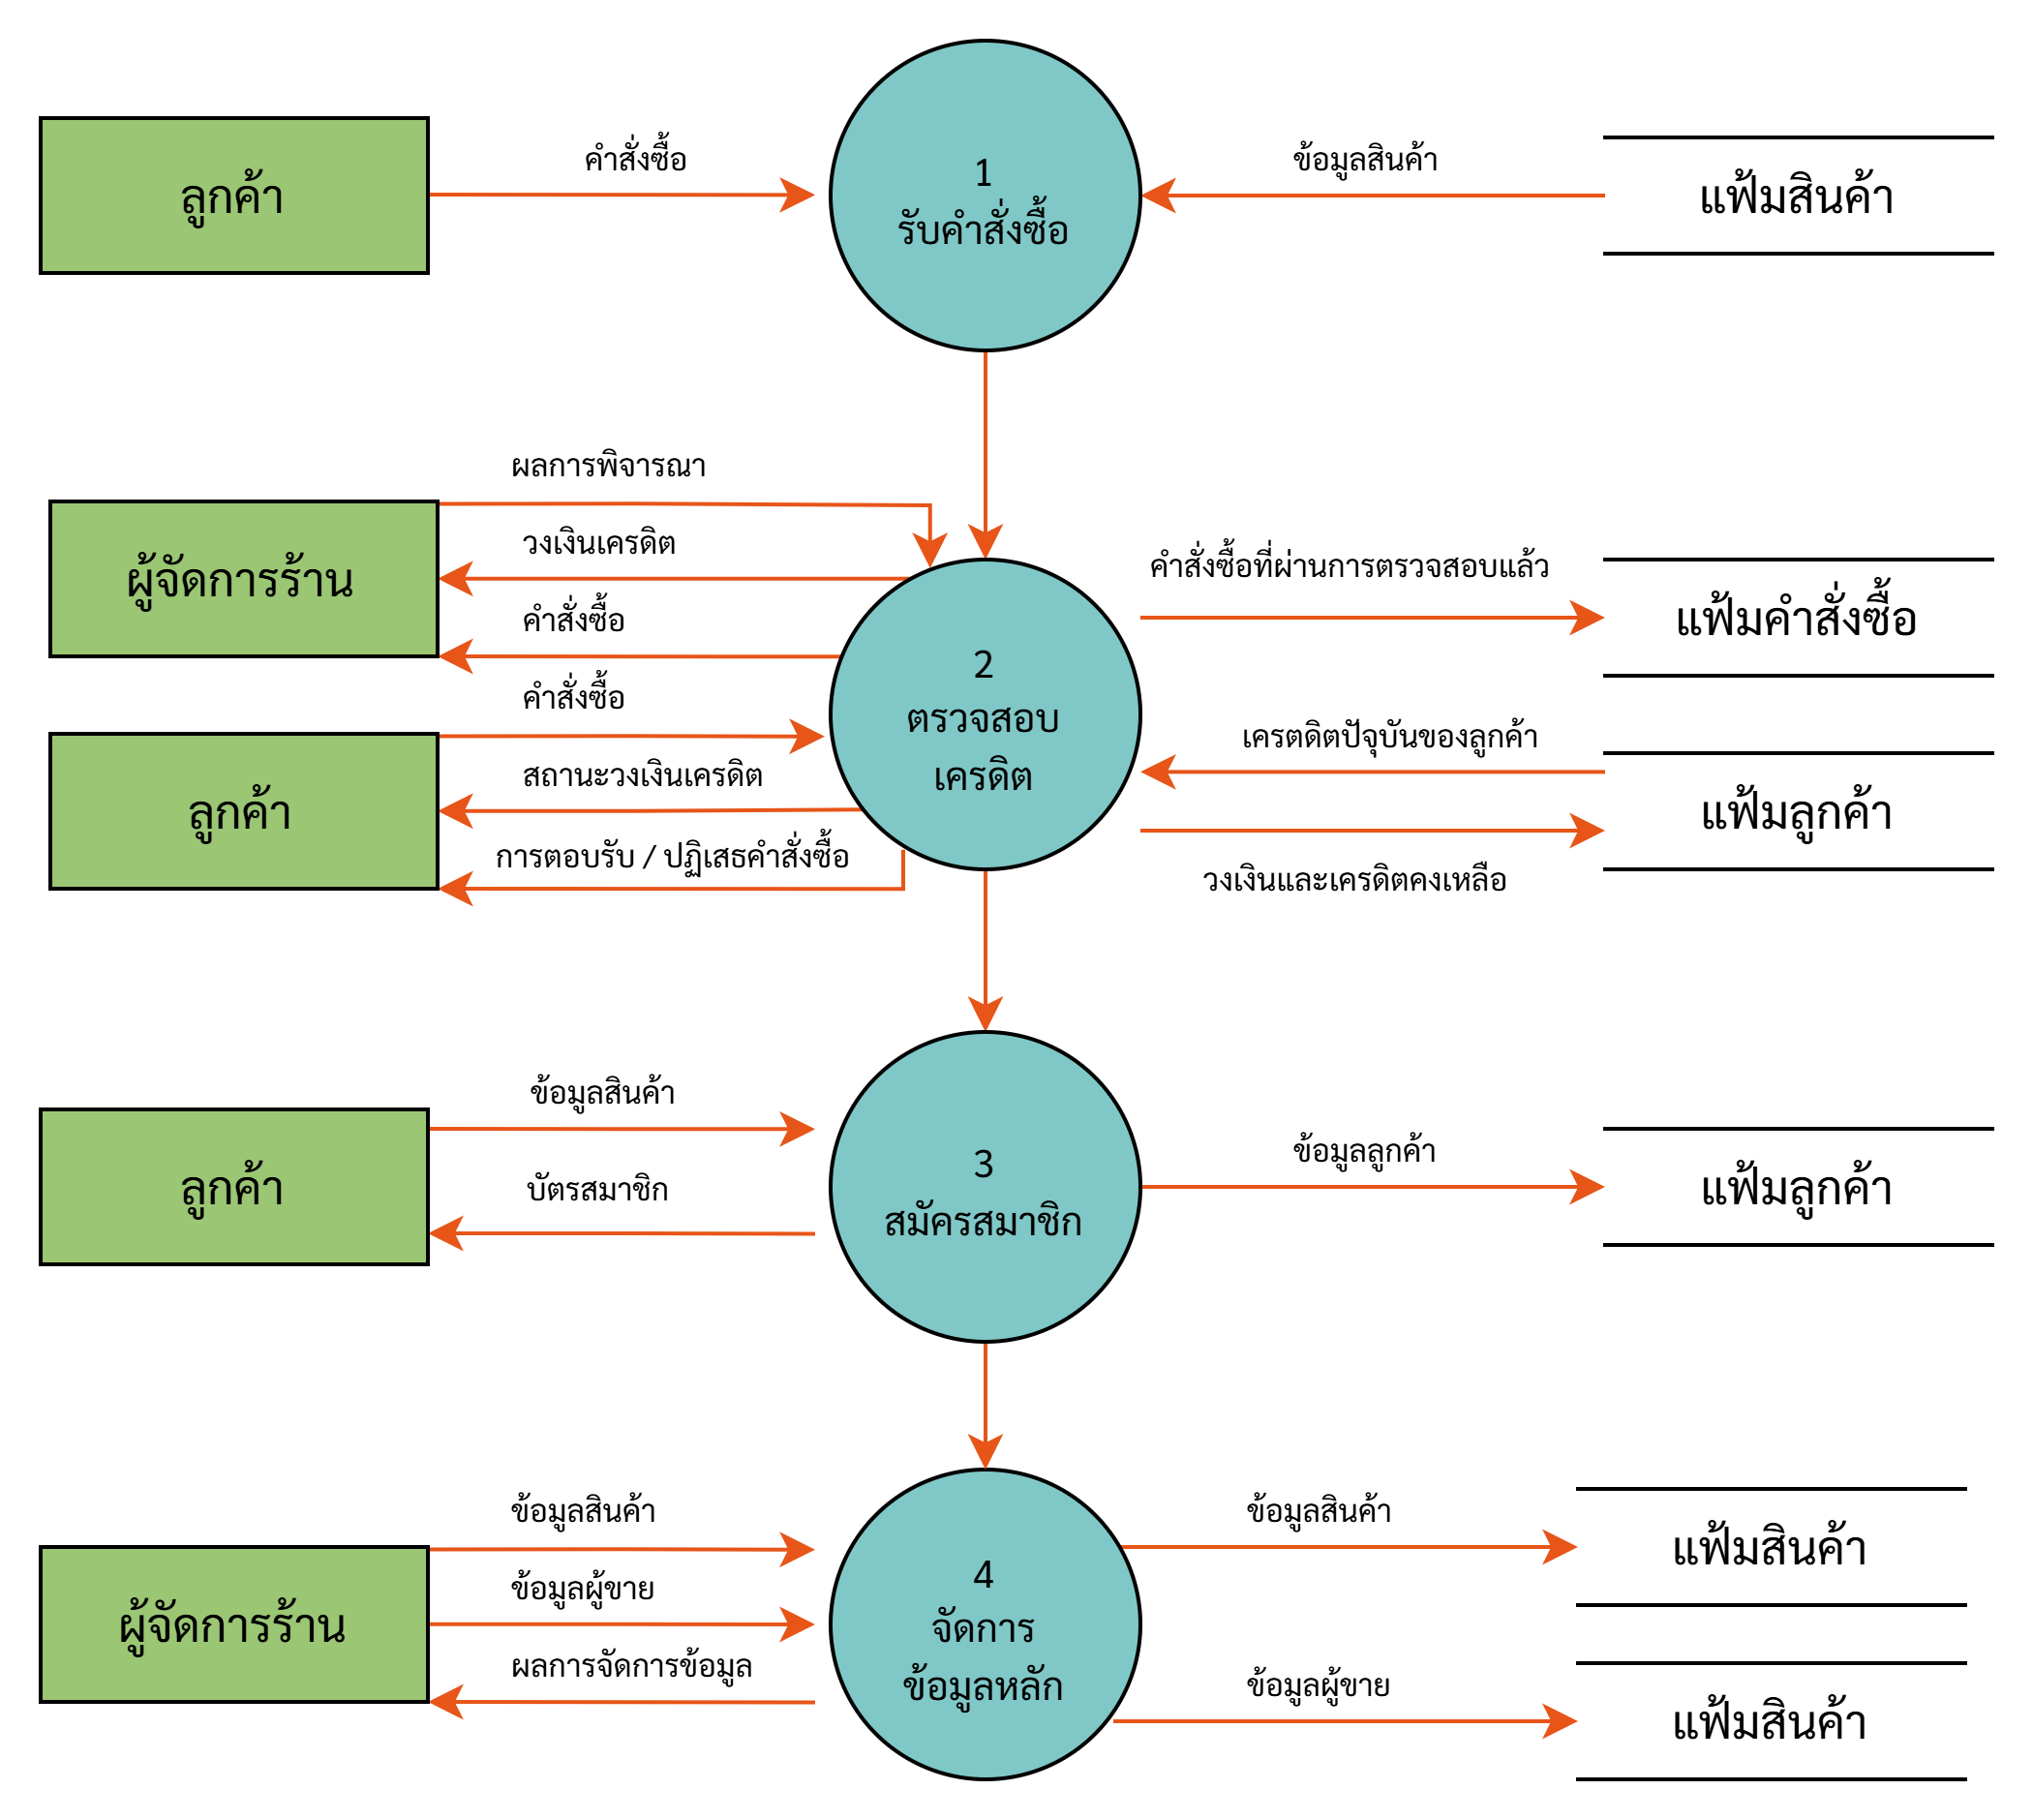 ลูกค้า
คำสั่งซื้อ
1
รับคำสั่งซื้อ
ข้อมูลสินค้า
แฟ้มสินค้า
ผลการพิจารณา
ผู้จัดการร้าน
วงเงินเครดิต
คำสั่งซื้อ
คำสั่งซื้อ
ลูกค้า
สถานะวงเงินเครดิต
การตอบรับ / ปฏิเสธคำสั่งซื้อ
2
ตรวจสอบ
เครดิต
คำสั่งซื้อที่ผ่านการตรวจสอบแล้ว
แฟ้มคำสั่งซื้อ
เครตดิตปัจุบันของลูกค้า
แฟ้มลูกค้า
วงเงินและเครดิตคงเหลือ
ข้อมูลสินค้า
ลูกค้า
บัตรสมาชิก
3
สมัครสมาชิก
ข้อมูลลูกค้า
แฟ้มลูกค้า
ข้อมูลสินค้า
ผู้จัดการร้าน
ข้อมูลผู้ขาย
ผลการจัดการข้อมูล
4
จัดการ
ข้อมูลหลัก
ข้อมูลสินค้า
แฟ้มสินค้า
ข้อมูลผู้ขาย
แฟ้มสินค้า